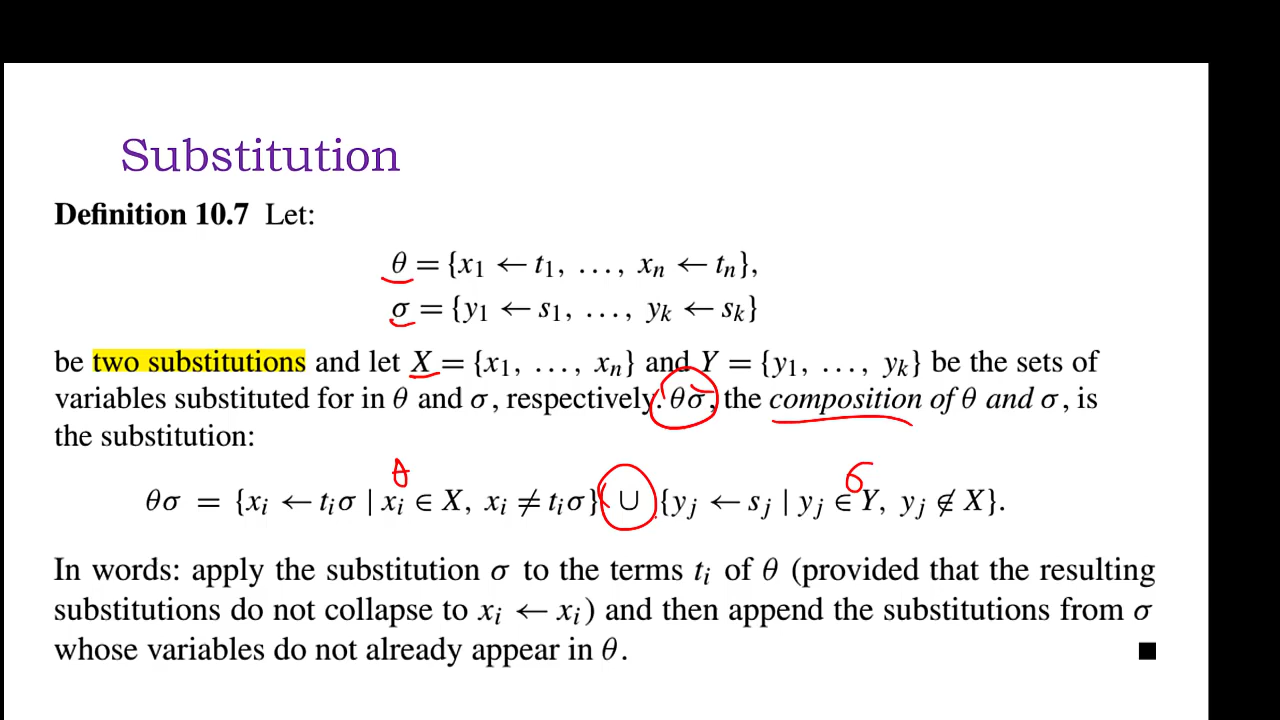 Substitution
Definition 10.7 Let:
θ = {x₁ ← t₁, ..., xₙ ← tₙ},
σ = {y₁ ← s₁, ..., yₖ ← sₖ}
be two substitutions and let X = {x₁, ..., xₙ} and Y = {y₁, ..., yₖ} be the sets of
variables substituted for in θ and σ, respectively. θσ, the composition of θ and σ, is
the substitution:
θ σ
θσ = {xᵢ ← tᵢσ | xᵢ ∈ X, xᵢ ≠ tᵢσ} ∪ {yⱼ ← sⱼ | yⱼ ∈ Y, yⱼ ∉ X}.
In words: apply the substitution σ to the terms tᵢ of θ (provided that the resulting
substitutions do not collapse to xᵢ ← xᵢ) and then append the substitutions from σ
whose variables do not already appear in θ. ■